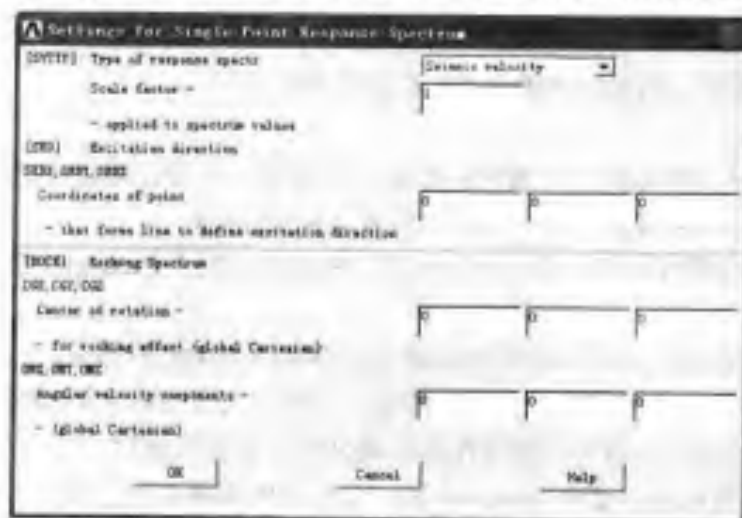 Settings for Single-Point Response Spectrum
[SVTYP] Type of response spectr
Seismic velocity
Scale factor -
1
- applied to spectrum values
[SED] Excitation direction
SEDX,SEDY,SEDZ
Coordinates of point
0 0 0
- that forms line to define excitation direction
[ROCK] Rocking Spectrum
CGX,CGY,CGZ
Center of rotation -
0 0 0
- for rocking effect (global Cartesian)
OMX,OMY,OMZ
Angular velocity components -
0 0 0
- (global Cartesian)
OK Cancel Help